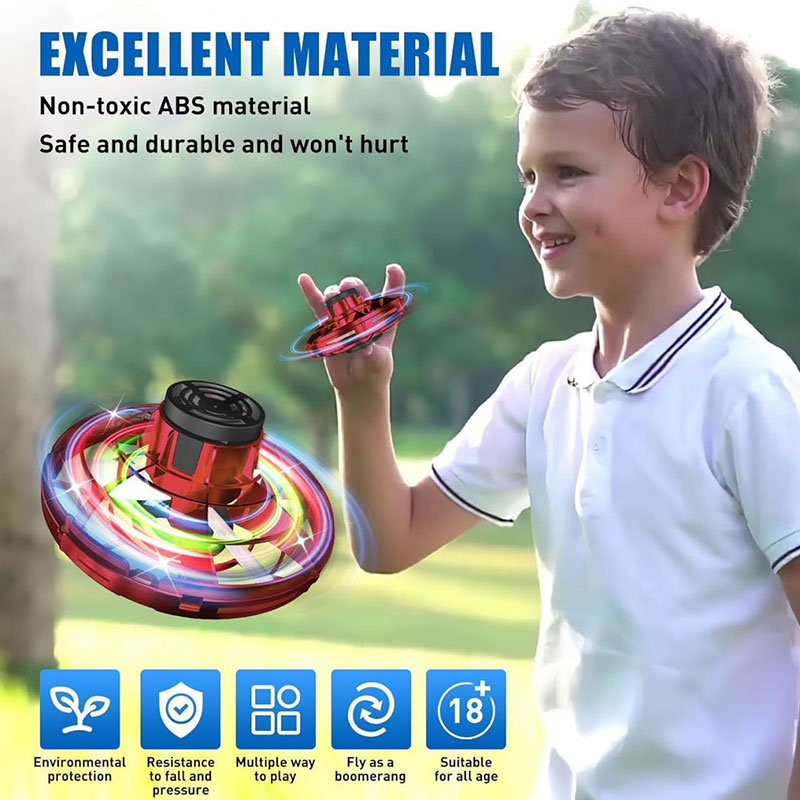 EXCELLENT MATERIAL
Non-toxic ABS material
Safe and durable and won't hurt
18+
Environmental
protection
Resistance
to fall and
pressure
Multiple way
to play
Fly as a
boomerang
Suitable
for all age